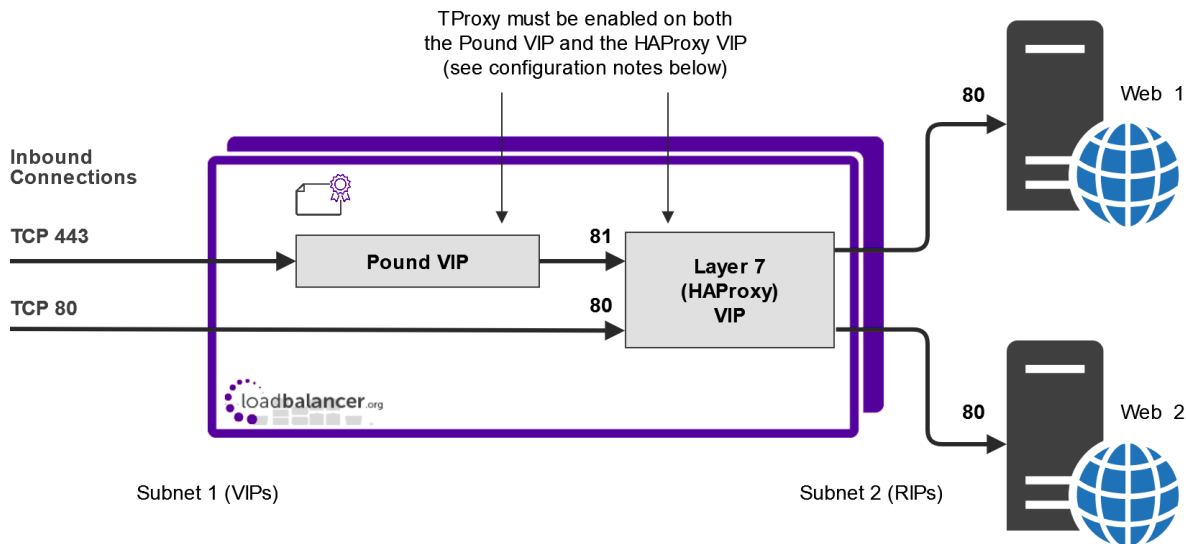 TProxy must be enabled on both
the Pound VIP and the HAProxy VIP
(see configuration notes below)
80
Web 1
Inbound
Connections
TCP 443
81
Pound VIP
Layer 7
(HAProxy)
VIP
TCP 80
80
loadbalancer.org
80
Web 2
Subnet 1 (VIPs)
Subnet 2 (RIPs)